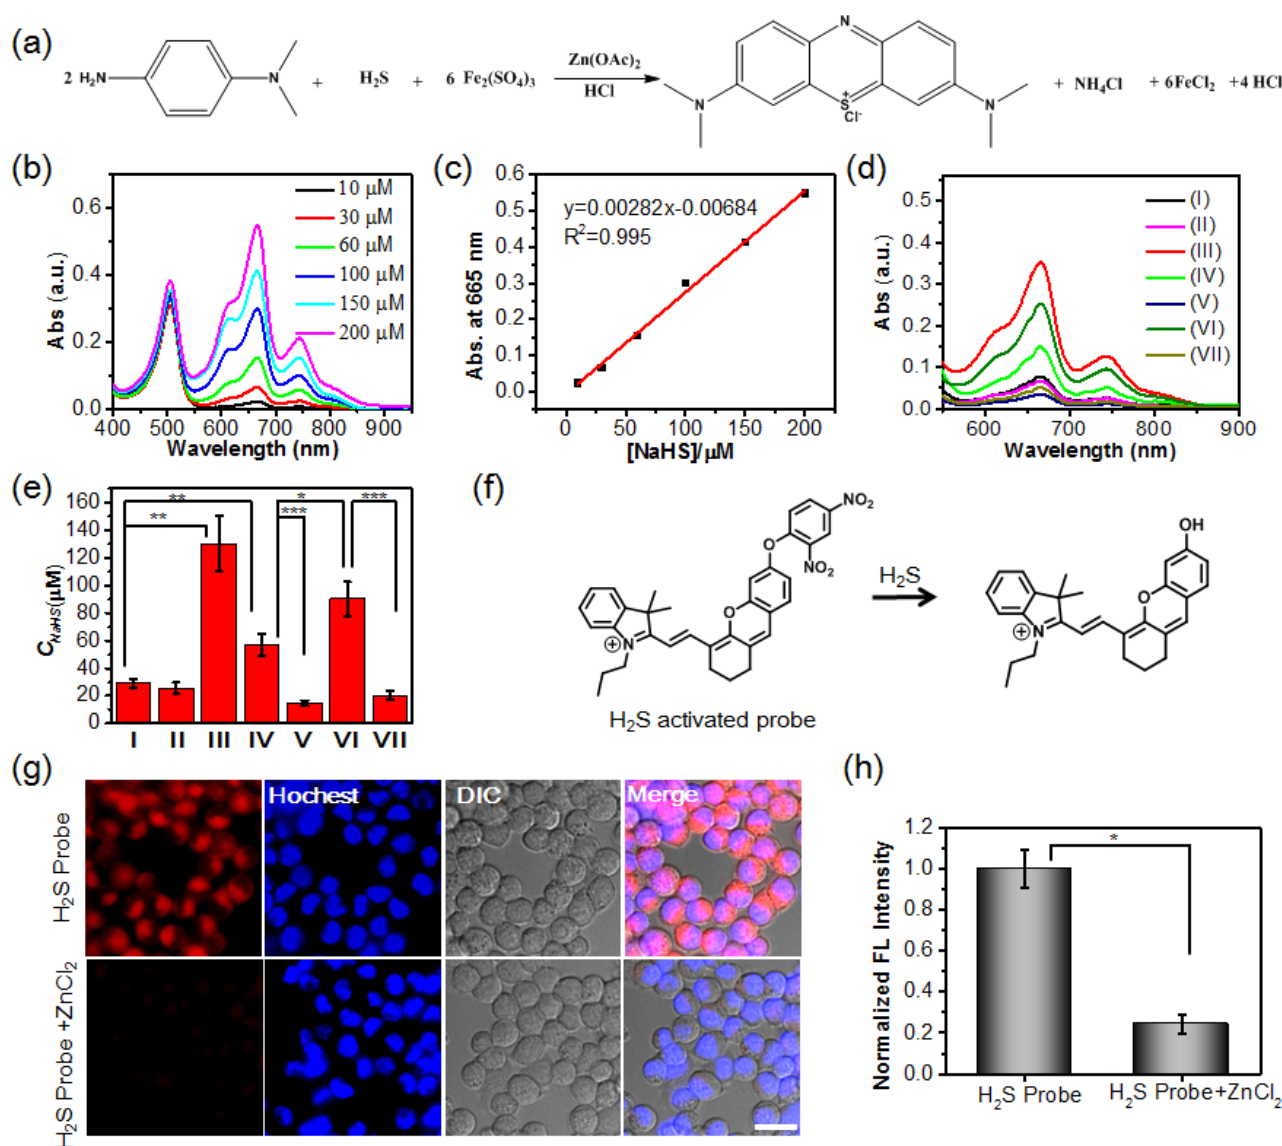 (a)
2 H₂N N + H₂S + 6 Fe₂(SO₄)₃ Zn(OAc)₂ HCl N N S⁺ Cl⁻ N + NH₄Cl + 6FeCl₂ +4 HCl
(b)
Abs (a.u.)
0.6
0.4
0.2
0.0
400 500 600 700 800 900
Wavelength (nm)
10 μM
30 μM
60 μM
100 μM
150 μM
200 μM
(c)
Abs. at 665 nm
0.6
0.5
0.4
0.3
0.2
0.1
0.0
y=0.00282x-0.00684
R²=0.995
0 50 100 150 200
[NaHS]/μM
(d)
Abs (a.u.)
0.5
0.4
0.3
0.2
0.1
0.0
600 700 800 900
Wavelength (nm)
(I)
(II)
(III)
(IV)
(V)
(VI)
(VII)
(e)
C_NaHS(μM)
160
140
120
100
80
60
40
20
0
** * ***
** ***
I II III IV V VI VII
(f)
NO₂
O
NO₂
O
N
H₂S
OH
O
N
H₂S activated probe
(g)
H₂S Probe
Hochest DIC Merge
H₂S Probe +ZnCl₂
(h)
Normalized FL Intensity
1.2
1.0
0.8
0.6
0.4
0.2
0.0
*
H₂S Probe H₂S Probe+ZnCl₂